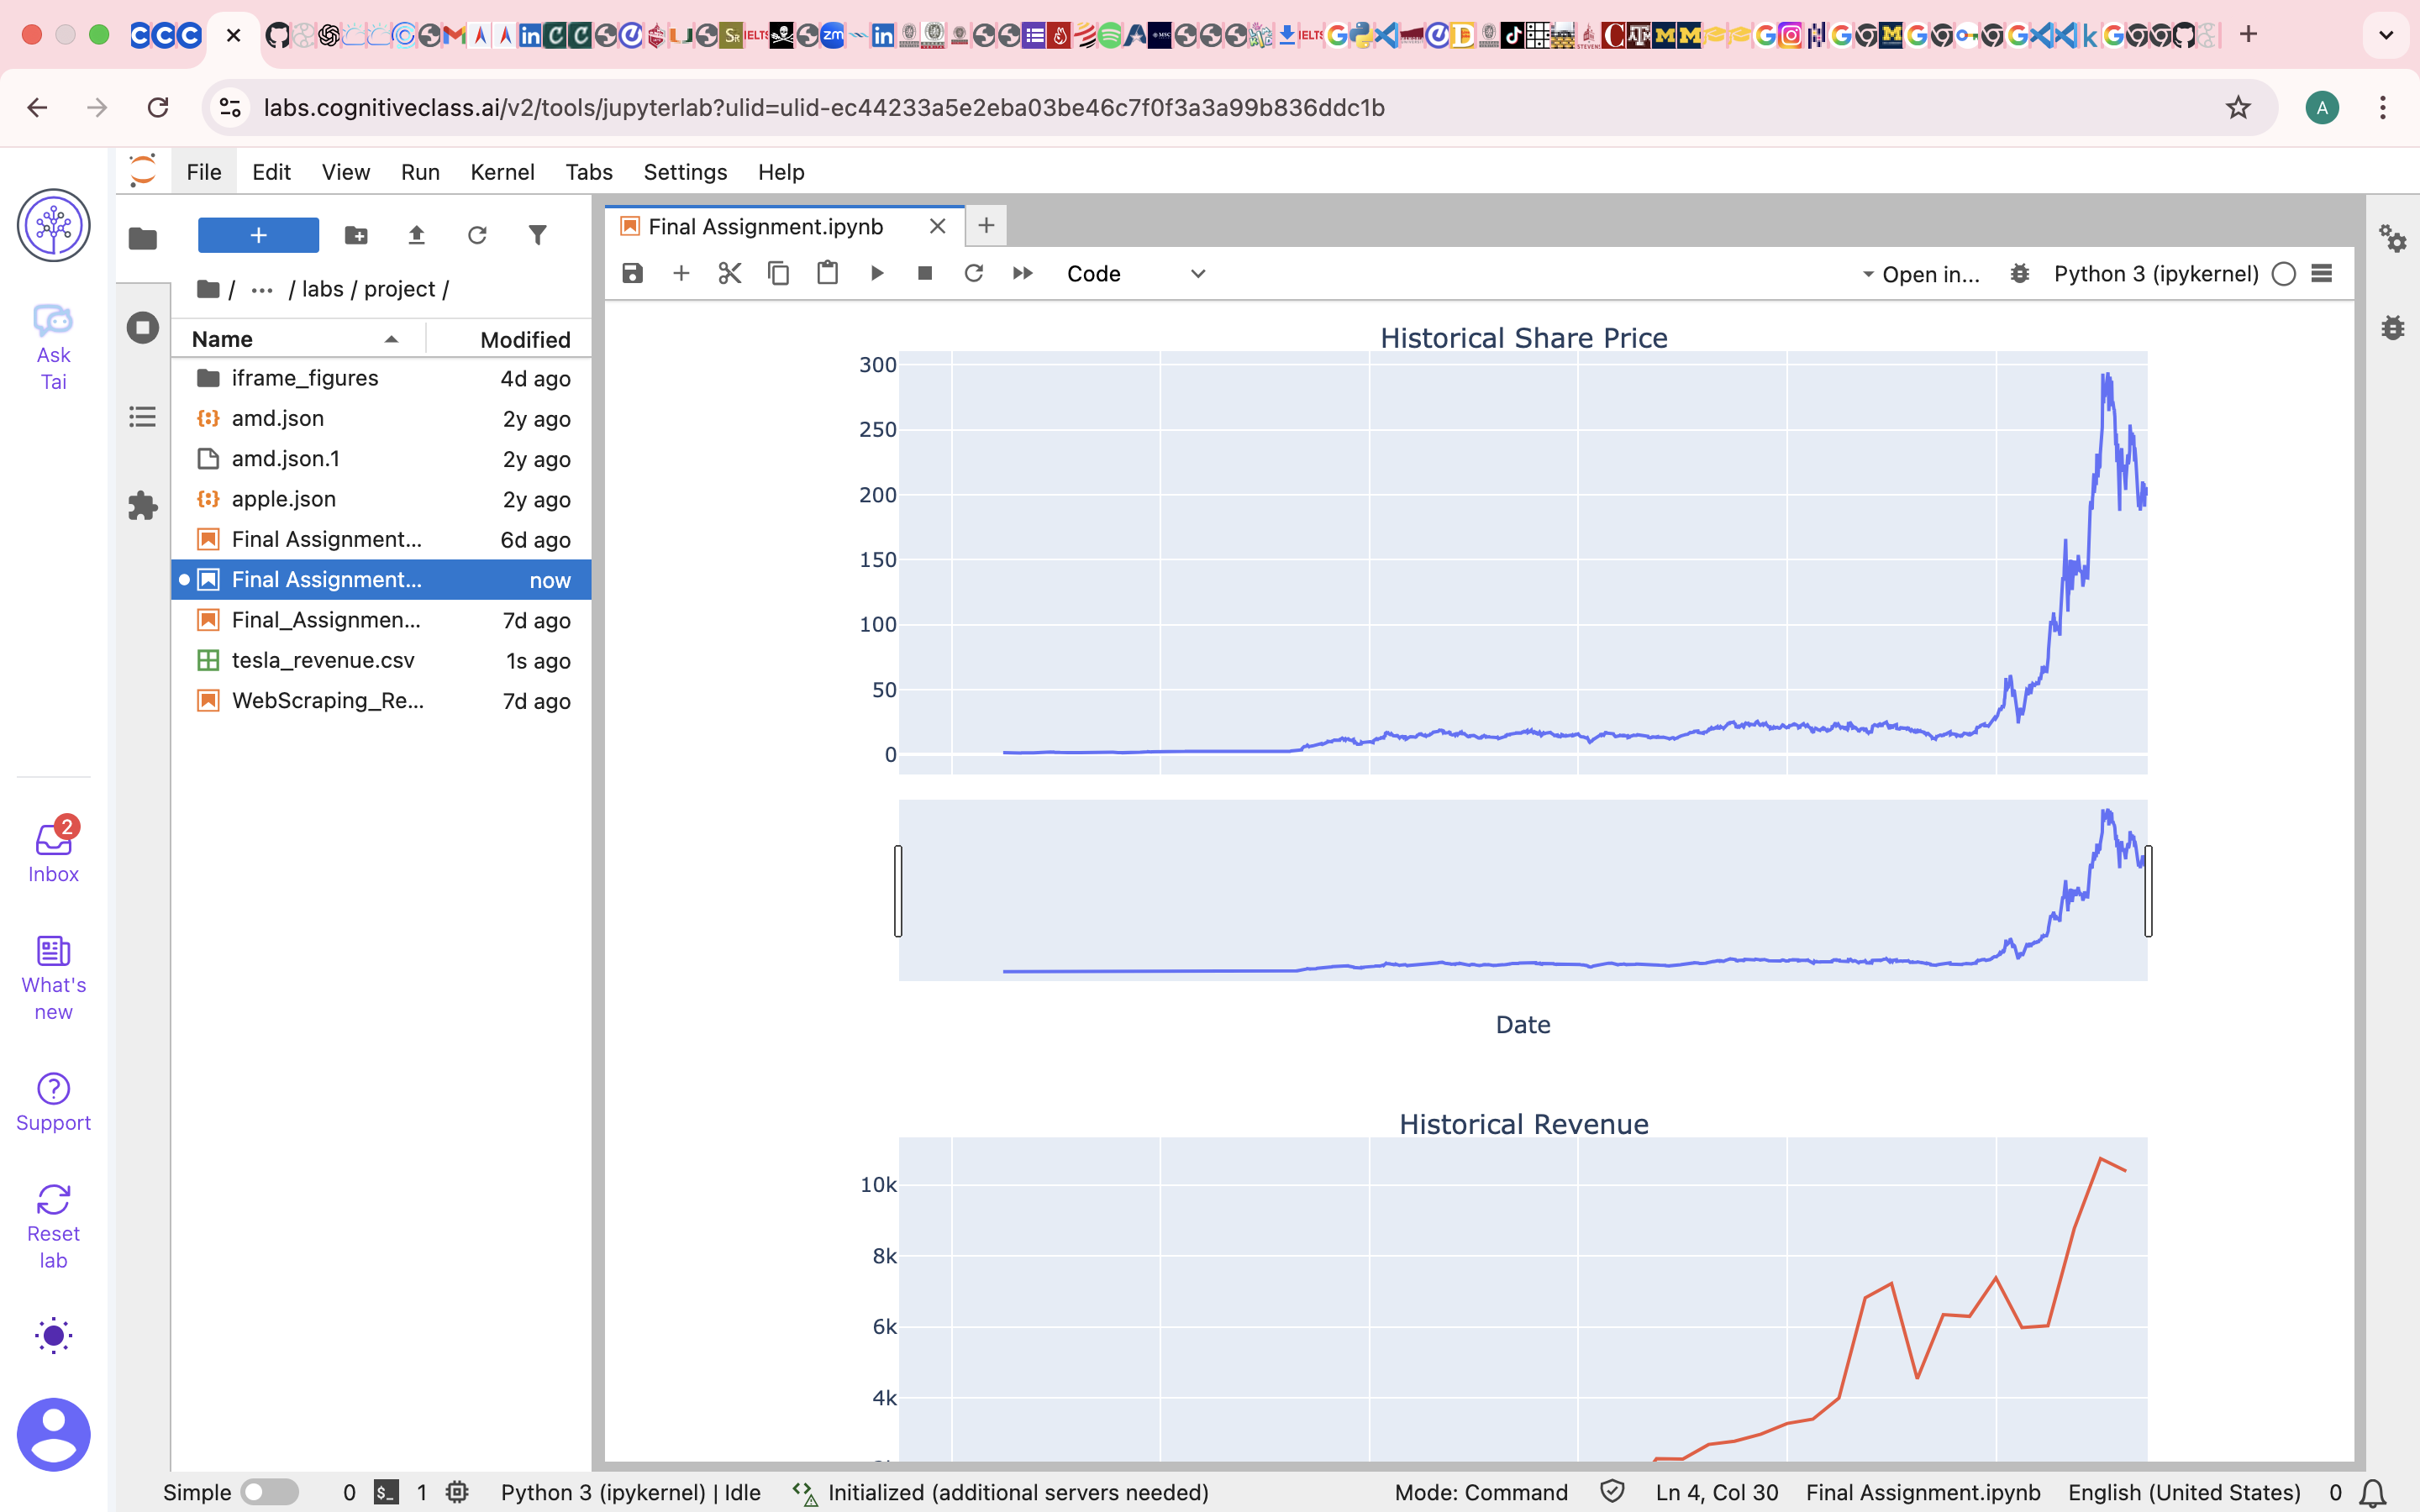 labs.cognitiveclass.ai/v2/tools/jupyterlab?ulid=ulid-ec44233a5e2eba03be46c7f0f3a3a99b836ddc1b
A
File Edit View Run Kernel Tabs Settings Help
Ask
Tai
2
Inbox
What's
new
Support
Reset
lab
/ ... / labs / project /
Name Modified
iframe_figures 4d ago
amd.json 2y ago
amd.json.1 2y ago
apple.json 2y ago
Final Assignment... 6d ago
Final Assignment... now
Final_Assignmen... 7d ago
tesla_revenue.csv 1s ago
WebScraping_Re... 7d ago
Final Assignment.ipynb
Code
Open in...
Python 3 (ipykernel)
Historical Share Price
300
250
200
150
100
50
0
Date
Historical Revenue
10k
8k
6k
4k
Simple 0 $_ 1 Python 3 (ipykernel) | Idle Initialized (additional servers needed) Mode: Command Ln 4, Col 30 Final Assignment.ipynb English (United States) 0